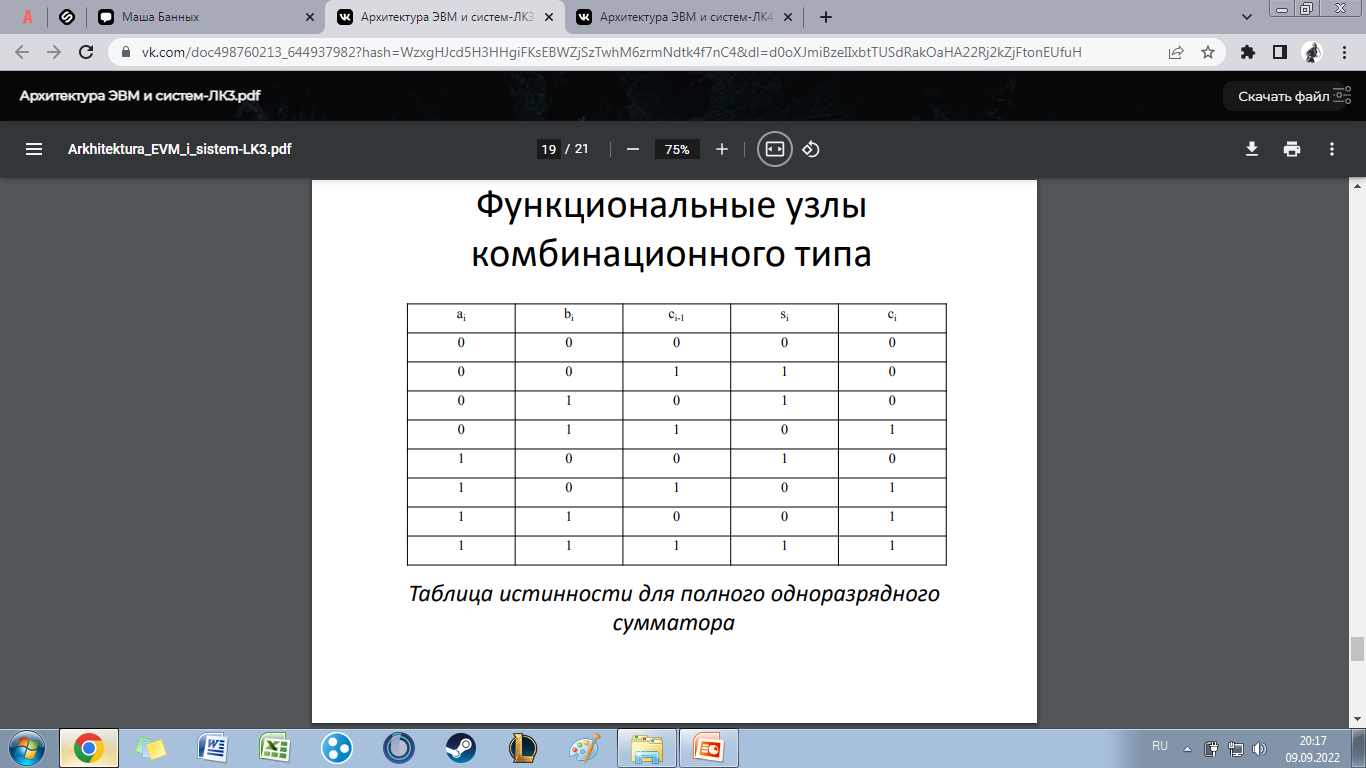 Маша Банных
Архитектура ЭВМ и систем-ЛК3
Архитектура ЭВМ и систем-ЛК4
vk.com/doc498760213_644937982?hash=WzxgHJcd5H3HHgiFKsEBWZjSzTwhM6zrmNdtk4f7nC4&dl=d0oXJmiBzeIIxbtTUSdRakOaHA22Rj2kZjFtonEUfuH
Архитектура ЭВМ и систем-ЛК3.pdf
Скачать файл
Arkhitektura_EVM_i_sistem-LK3.pdf
19 / 21
75%
Функциональные узлы
комбинационного типа
ai bi ci-1 si ci
0 0 0 0 0
0 0 1 1 0
0 1 0 1 0
0 1 1 0 1
1 0 0 1 0
1 0 1 0 1
1 1 0 0 1
1 1 1 1 1
Таблица истинности для полного одноразрядного
сумматора
RU
20:17
09.09.2022